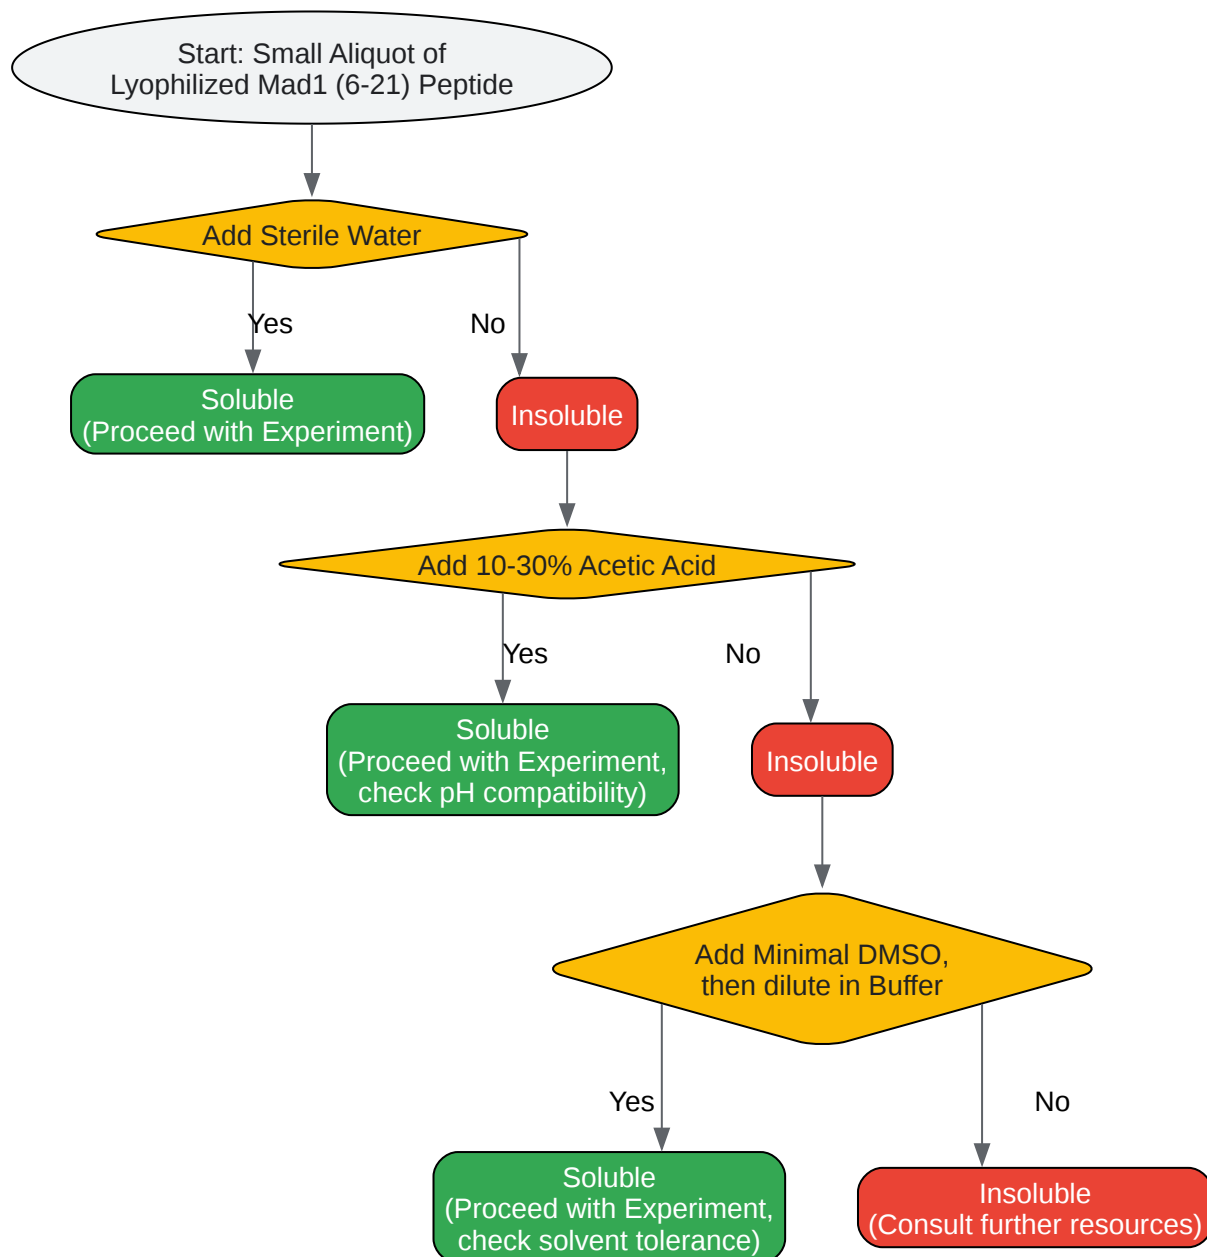 Start: Small Aliquot of
Lyophilized Mad1 (6-21) Peptide
Add Sterile Water
Yes
No
Soluble
(Proceed with Experiment)
Insoluble
Add 10-30% Acetic Acid
Yes
No
Soluble
(Proceed with Experiment,
check pH compatibility)
Insoluble
Add Minimal DMSO,
then dilute in Buffer
Yes
No
Soluble
(Proceed with Experiment,
check solvent tolerance)
Insoluble
(Consult further resources)